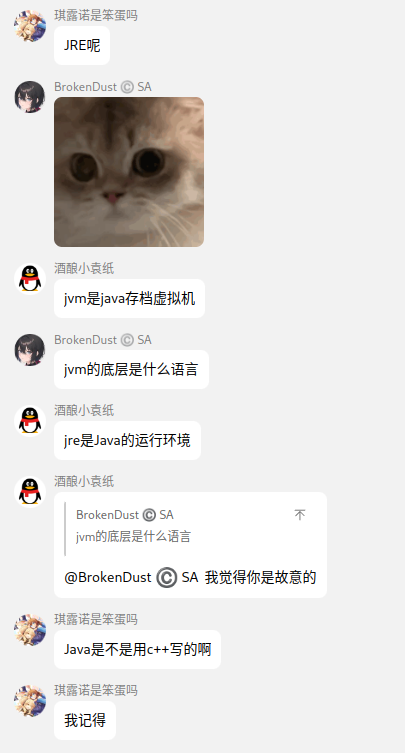 琪露诺是笨蛋吗
JRE呢
BrokenDust Ⓒ SA
酒酿小袁纸
jvm是java存档虚拟机
BrokenDust Ⓒ SA
jvm的底层是什么语言
酒酿小袁纸
jre是Java的运行环境
酒酿小袁纸
BrokenDust Ⓒ SA
jvm的底层是什么语言
@BrokenDust Ⓒ SA 我觉得你是故意的
琪露诺是笨蛋吗
Java是不是用c++写的啊
琪露诺是笨蛋吗
我记得